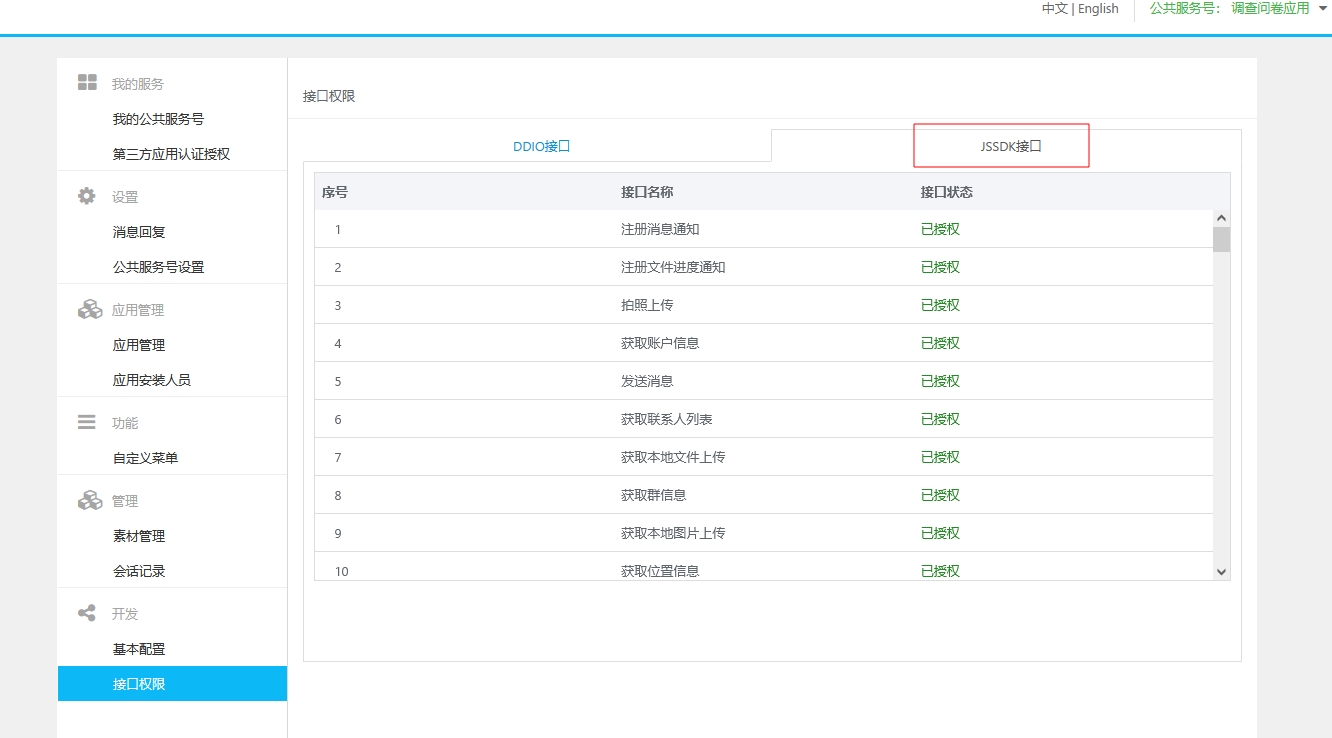 中文 | English 公共服务号： 调查问卷应用
我的服务
我的公共服务号
第三方应用认证授权
设置
消息回复
公共服务号设置
应用管理
应用管理
应用安装人员
功能
自定义菜单
管理
素材管理
会话记录
开发
基本配置
接口权限
接口权限
DDIO接口 JSSDK接口
序号 接口名称 接口状态
1 注册消息通知 已授权
2 注册文件进度通知 已授权
3 拍照上传 已授权
4 获取账户信息 已授权
5 发送消息 已授权
6 获取联系人列表 已授权
7 获取本地文件上传 已授权
8 获取群信息 已授权
9 获取本地图片上传 已授权
10 获取位置信息 已授权